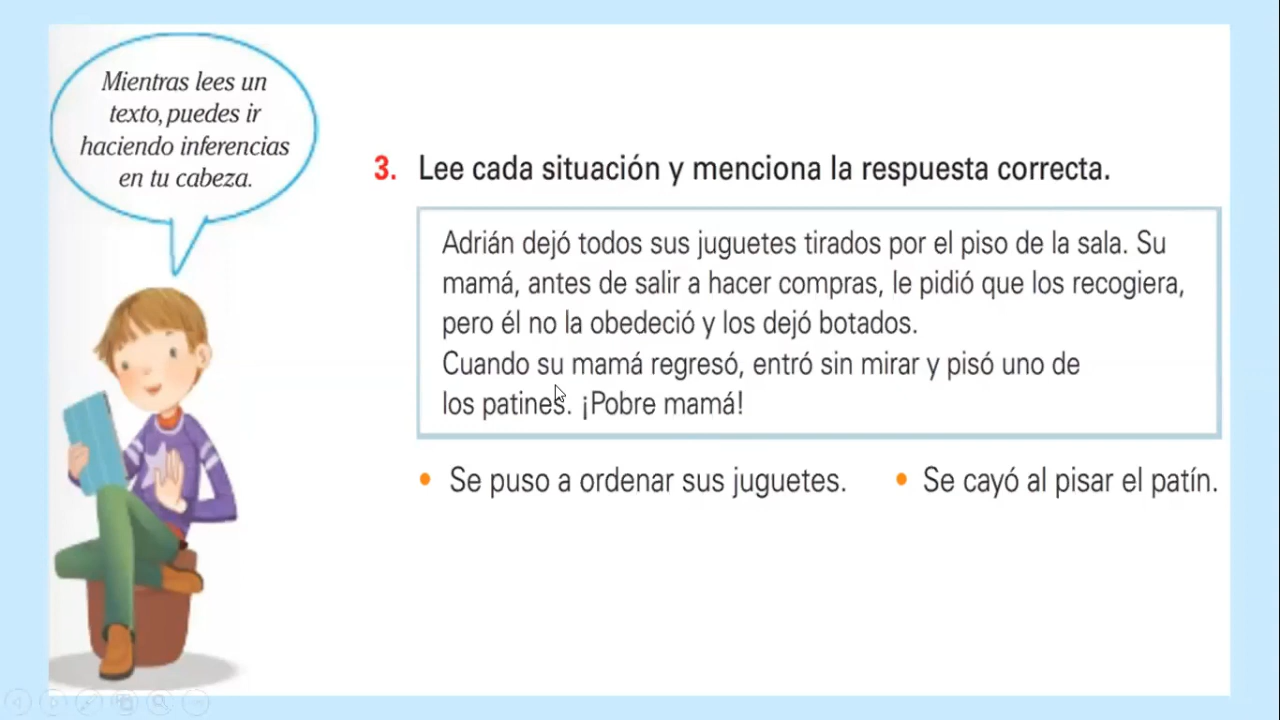 Mientras lees un
texto, puedes ir
haciendo inferencias
en tu cabeza.
3. Lee cada situación y menciona la respuesta correcta.
Adrián dejó todos sus juguetes tirados por el piso de la sala. Su
mamá, antes de salir a hacer compras, le pidió que los recogiera,
pero él no la obedeció y los dejó botados.
Cuando su mamá regresó, entró sin mirar y pisó uno de
los patines. ¡Pobre mamá!
• Se puso a ordenar sus juguetes. • Se cayó al pisar el patín.